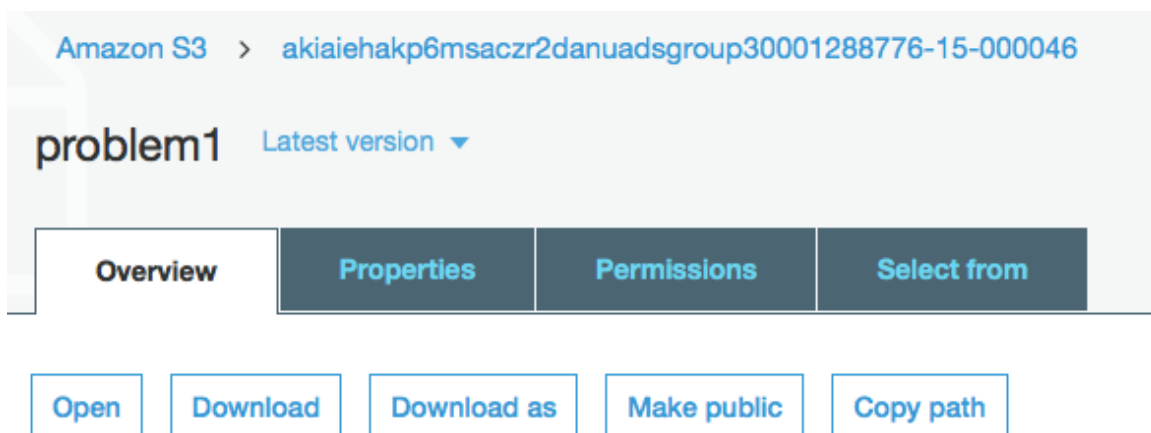 Amazon S3 > akiaiehakp6msaczr2danuadsgroup30001288776-15-000046
problem1 Latest version
Overview Properties Permissions Select from
Open Download Download as Make public Copy path